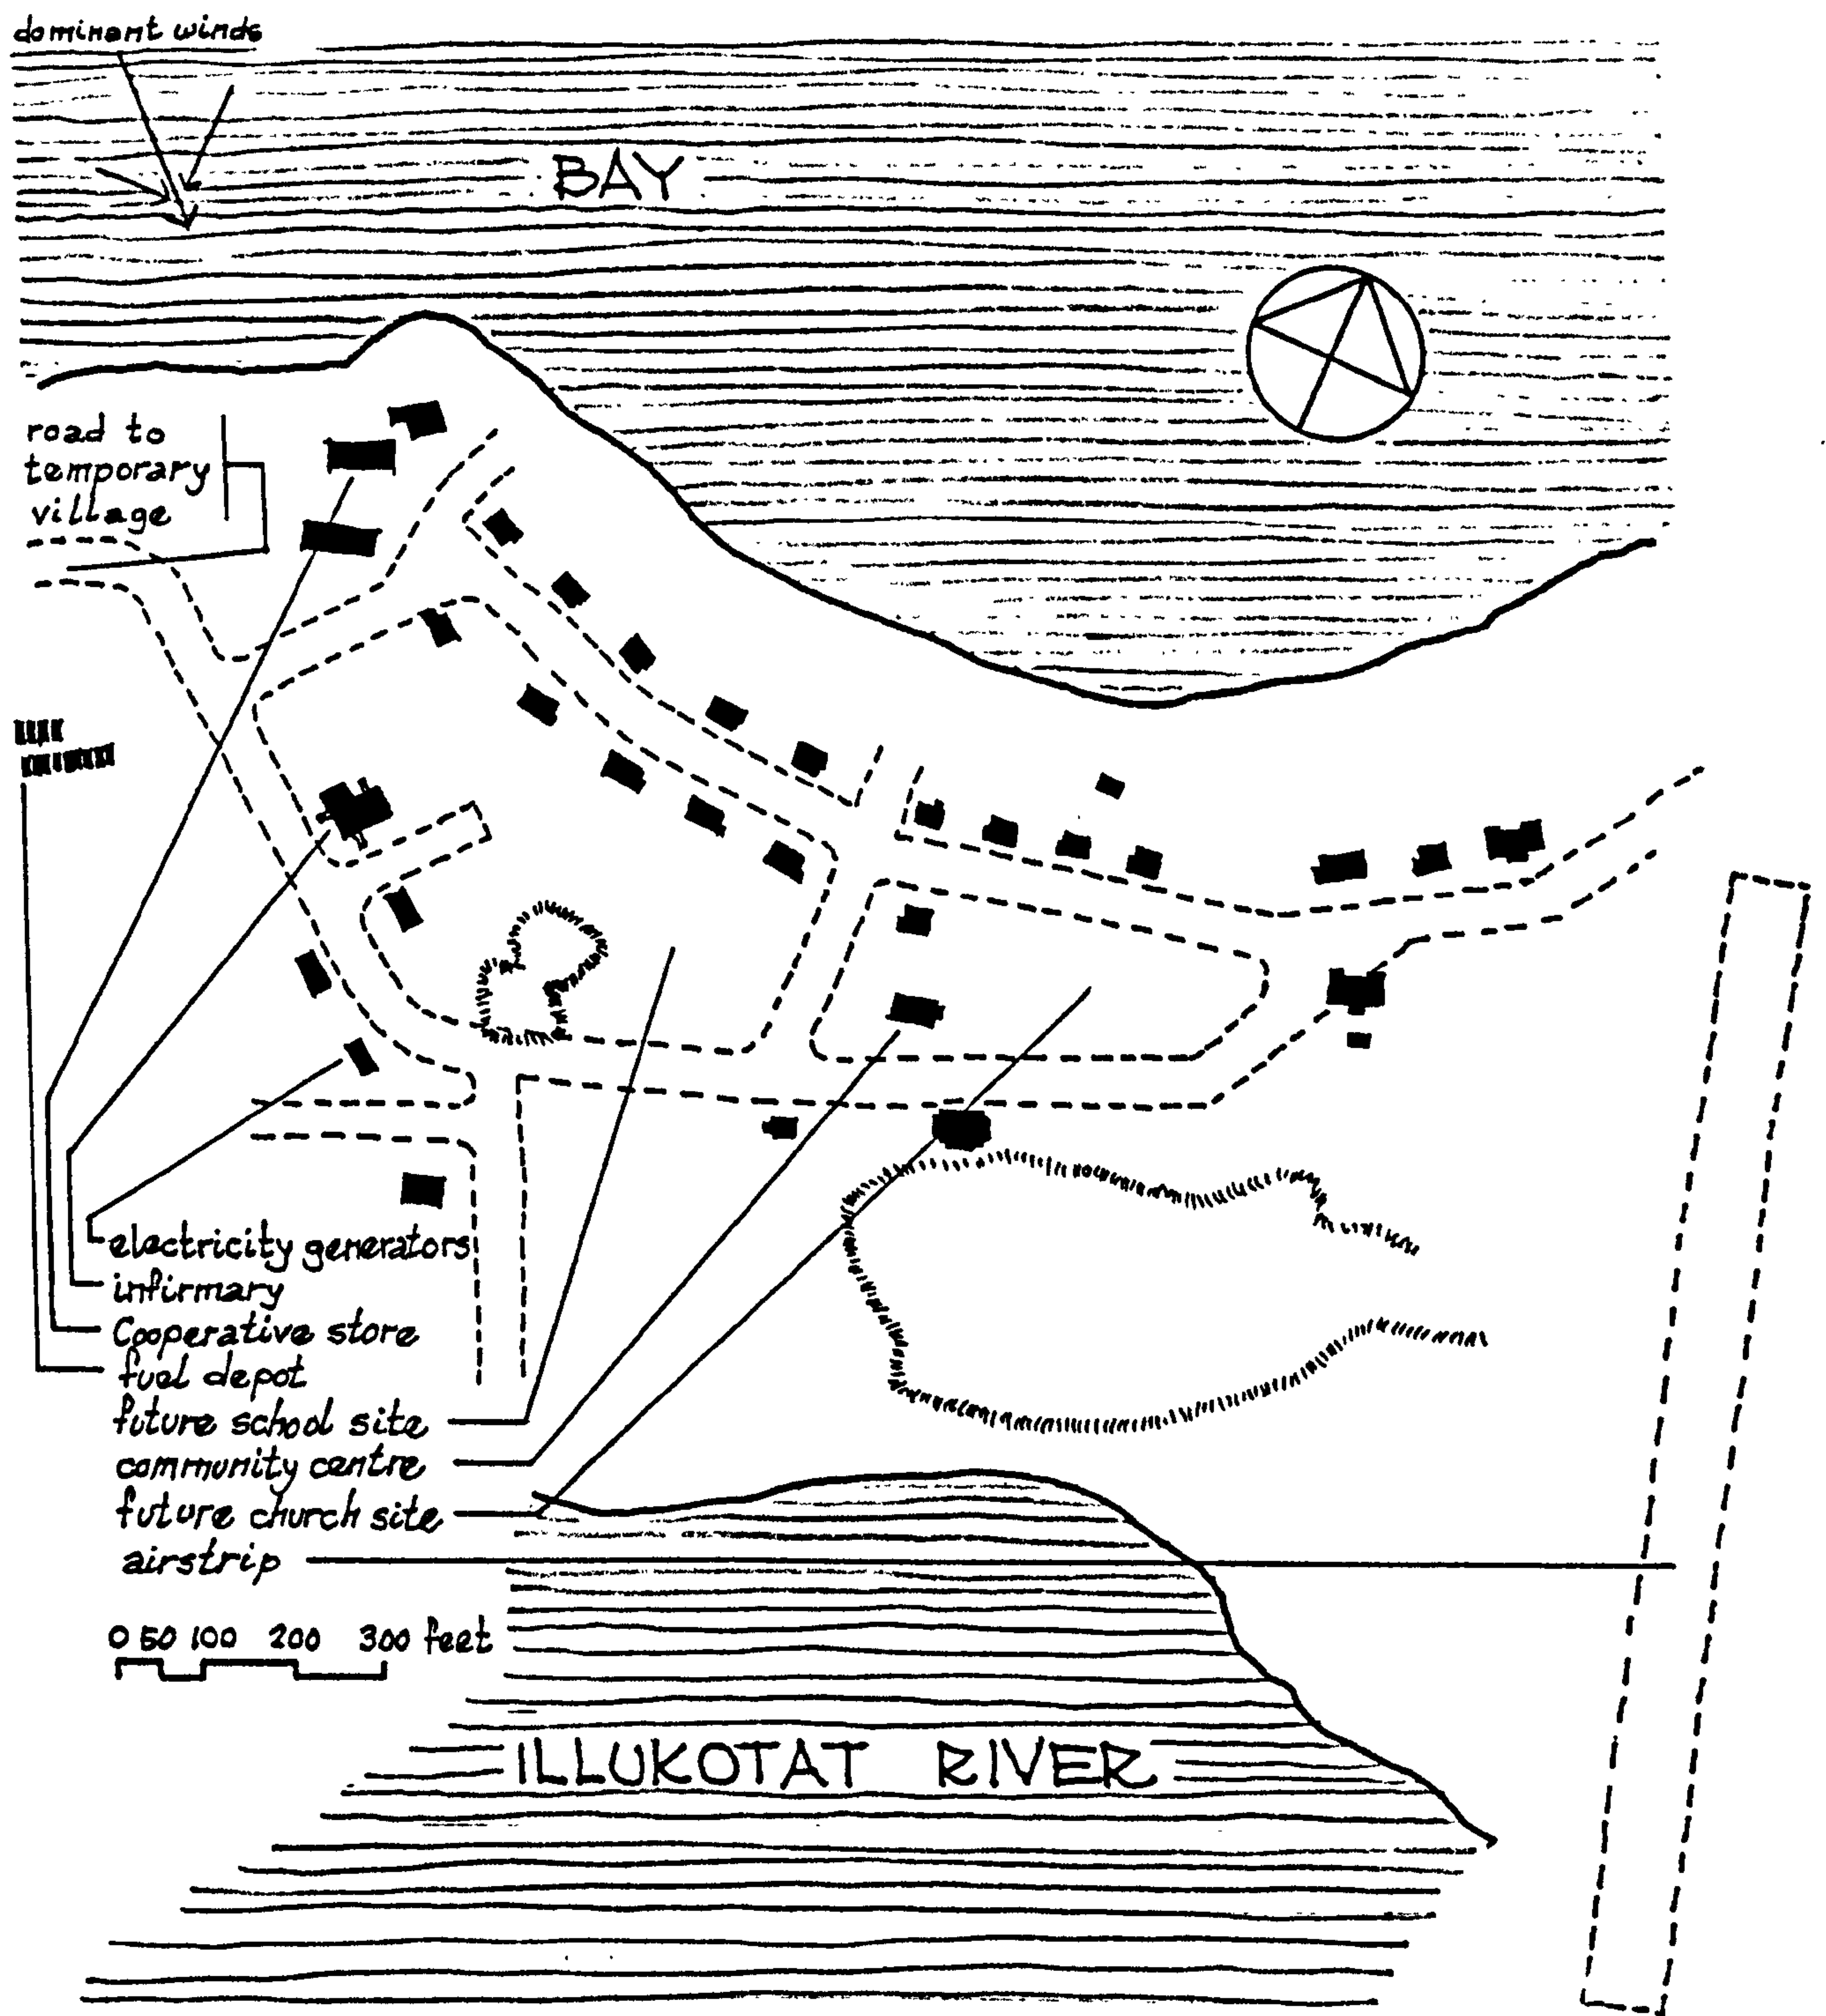 dominant winds
BAY
road to
temporary
village
electricity generators
infirmary
Cooperative store
fuel depot
future school site
community centre
future church site
airstrip
0 50 100 200 300 feet
ILLUKOTAT RIVER